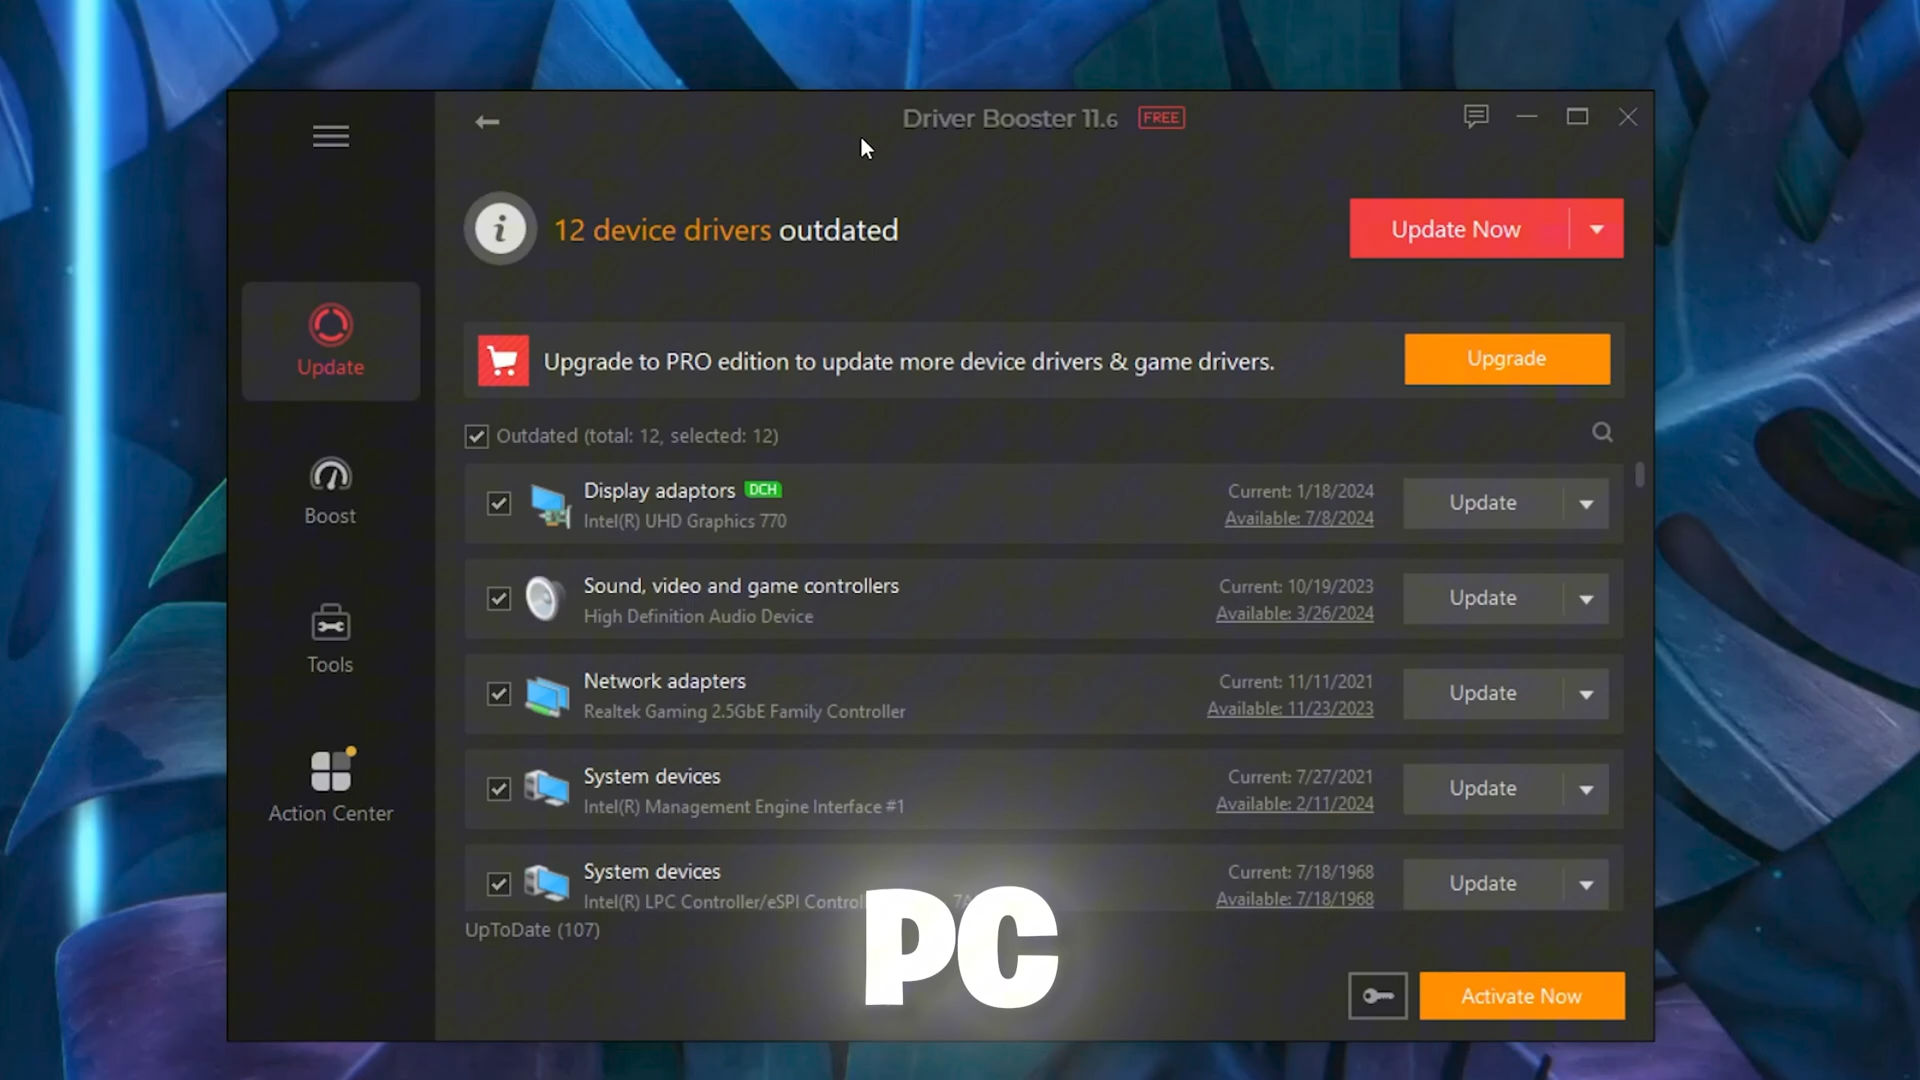 Driver Booster 11.6 FREE
12 device drivers outdated
Update Now
Update
Upgrade to PRO edition to update more device drivers & game drivers.
Upgrade
Outdated (total: 12, selected: 12)
Display adaptors DCH
Intel(R) UHD Graphics 770
Current: 1/18/2024
Available: 7/8/2024
Update
Boost
Sound, video and game controllers
High Definition Audio Device
Current: 10/19/2023
Available: 3/26/2024
Update
Tools
Network adapters
Realtek Gaming 2.5GbE Family Controller
Current: 11/11/2021
Available: 11/23/2023
Update
Action Center
System devices
Intel(R) Management Engine Interface #1
Current: 7/27/2021
Available: 2/11/2024
Update
System devices
Intel(R) LPC Controller/eSPI
Current: 7/18/1968
Available: 7/18/1968
Update
UpToDate (107)
PC
Activate Now